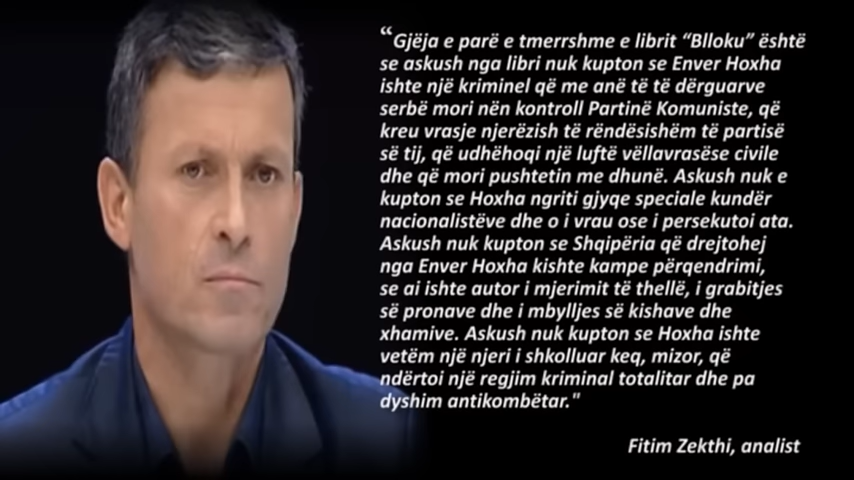 “Gjëja e parë e tmerrshme e librit “Blloku” është
se askush nga libri nuk kupton se Enver Hoxha
ishte një kriminel që me anë të të dërguarve
serbë mori nën kontroll Partinë Komuniste, që
kreu vrasje njerëzish të rëndësishëm të partisë
së tij, që udhëhoqi një luftë vëllavrasëse civile
dhe që mori pushtetin me dhunë. Askush nuk e
kupton se Hoxha ngriti gjyqe speciale kundër
nacionalistëve dhe o i vrau ose i persekutoi ata.
Askush nuk kupton se Shqipëria që drejtohej
nga Enver Hoxha kishte kampe përqendrimi,
se ai ishte autor i mjerimit të thellë, i grabitjes
së pronave dhe i mbylljes së kishave dhe
xhamive. Askush nuk kupton se Hoxha ishte
vetëm një njeri i shkolluar keq, mizor, që
ndërtoi një regjim kriminal totalitar dhe pa
dyshim antikombëtar."
Fitim Zekthi, analist